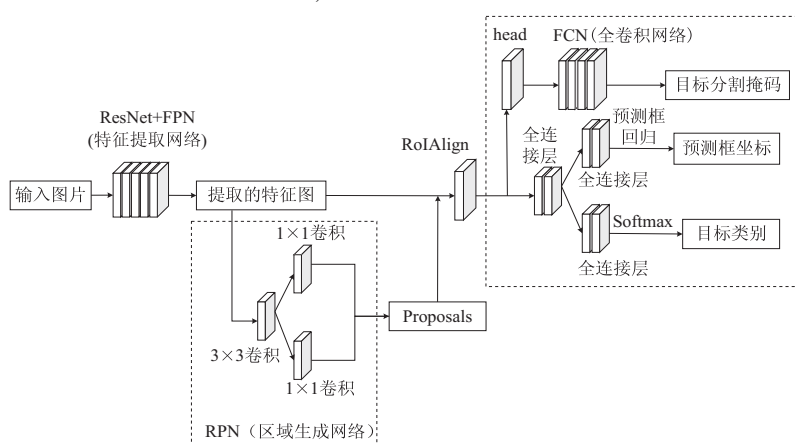 head
FCN(全卷积网络)
目标分割掩码
ResNet+FPN
(特征提取网络)
RoIAlign
全连
接层
预测框
回归
预测框坐标
全连接层
输入图片
提取的特征图
Softmax
目标类别
全连接层
1×1卷积
Proposals
3×3卷积
1×1卷积
RPN（区域生成网络）